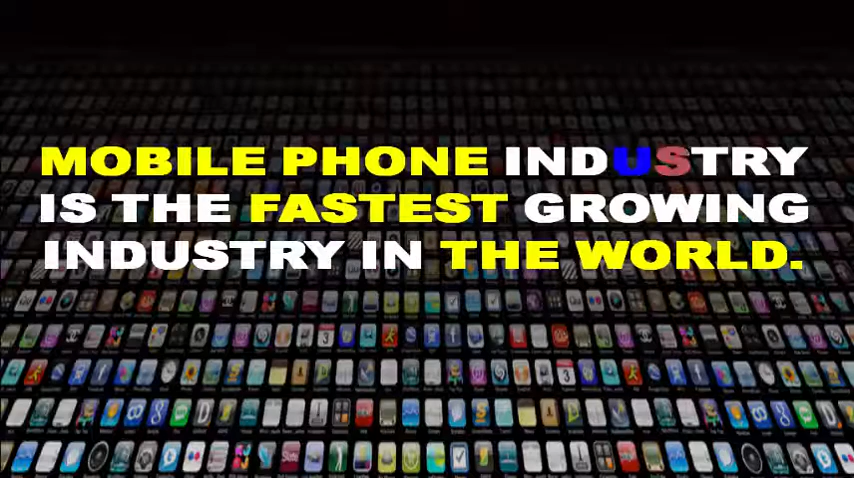 MOBILE PHONE INDUSTRY
IS THE FASTEST GROWING
INDUSTRY IN THE WORLD.